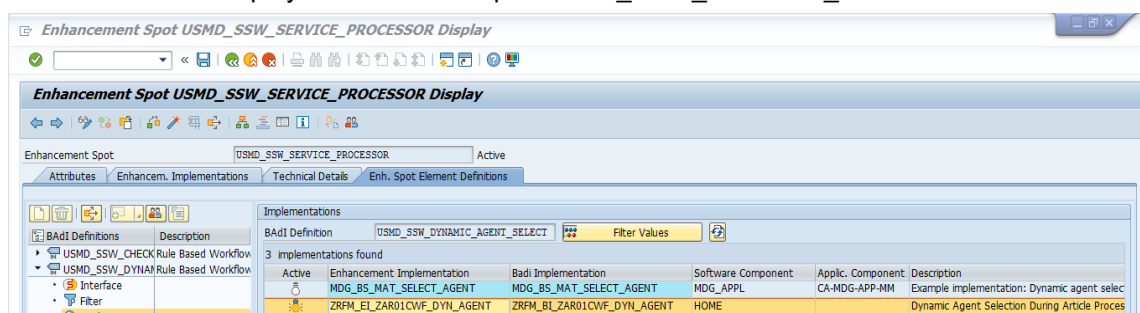 Enhancement Spot USMD_SSW_SERVICE_PROCESSOR Display
Enhancement Spot USMD_SSW_SERVICE_PROCESSOR Display
Enhancement Spot USMD_SSW_SERVICE_PROCESSOR Active
Attributes Enhancem. Implementations Technical Details Enh. Spot Element Definitions
Implementations
BAdI Definition USMD_SSW_DYNAMIC_AGENT_SELECT Filter Values
BAdI Definitions Description
3 implementations found
USMD_SSW_CHECK Rule Based Workflow
Active Enhancement Implementation Badi Implementation Software Component Applic. Component Description
USMD_SSW_DYNA Rule Based Workflow
MDG_BS_MAT_SELECT_AGENT MDG_BS_MAT_SELECT_AGENT MDG_APPL CA-MDG-APP-MM Example implementation: Dynamic agent selec
Interface
Filter
ZRFM_EI_ZAR01CWF_DYN_AGENT ZRFM_BI_ZAR01CWF_DYN_AGENT HOME Dynamic Agent Selection During Article Proces